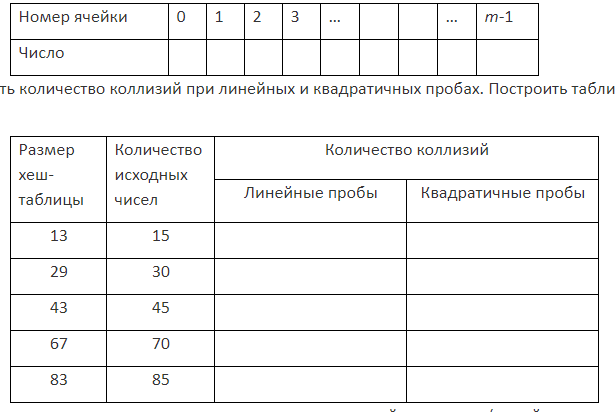 Номер ячейки 0 1 2 3 ... ... m-1
Число
ть количество коллизий при линейных и квадратичных пробах. Построить табли
Размер хеш-таблицы Количество исходных чисел Количество коллизий
Линейные пробы Квадратичные пробы
13 15
29 30
43 45
67 70
83 85